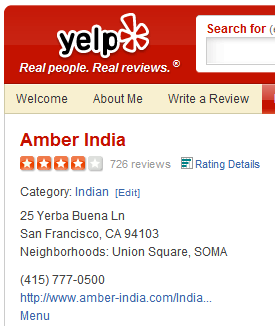 yelp
Search for (
Real people. Real reviews.®
Welcome About Me Write a Review
Amber India
726 reviews Rating Details
Category: Indian [Edit]
25 Yerba Buena Ln
San Francisco, CA 94103
Neighborhoods: Union Square, SOMA
(415) 777-0500
http://www.amber-india.com/India...
Menu